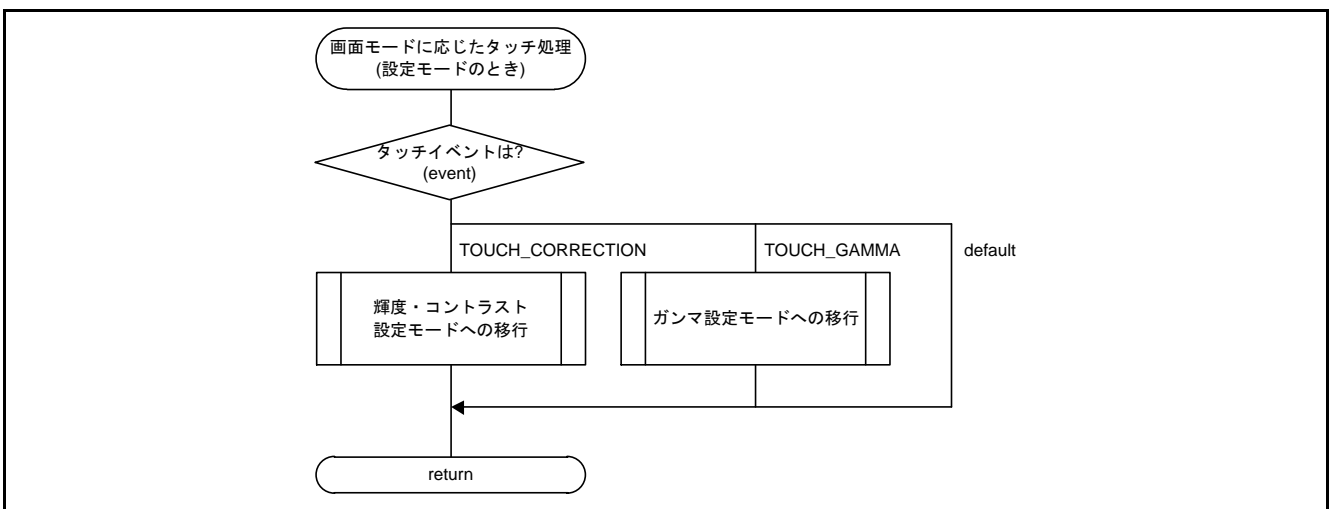 画面モードに応じたタッチ処理
(設定モードのとき)
タッチイベントは?
(event)
TOUCH_CORRECTION
TOUCH_GAMMA
default
輝度・コントラスト
設定モードへの移行
ガンマ設定モードへの移行
return